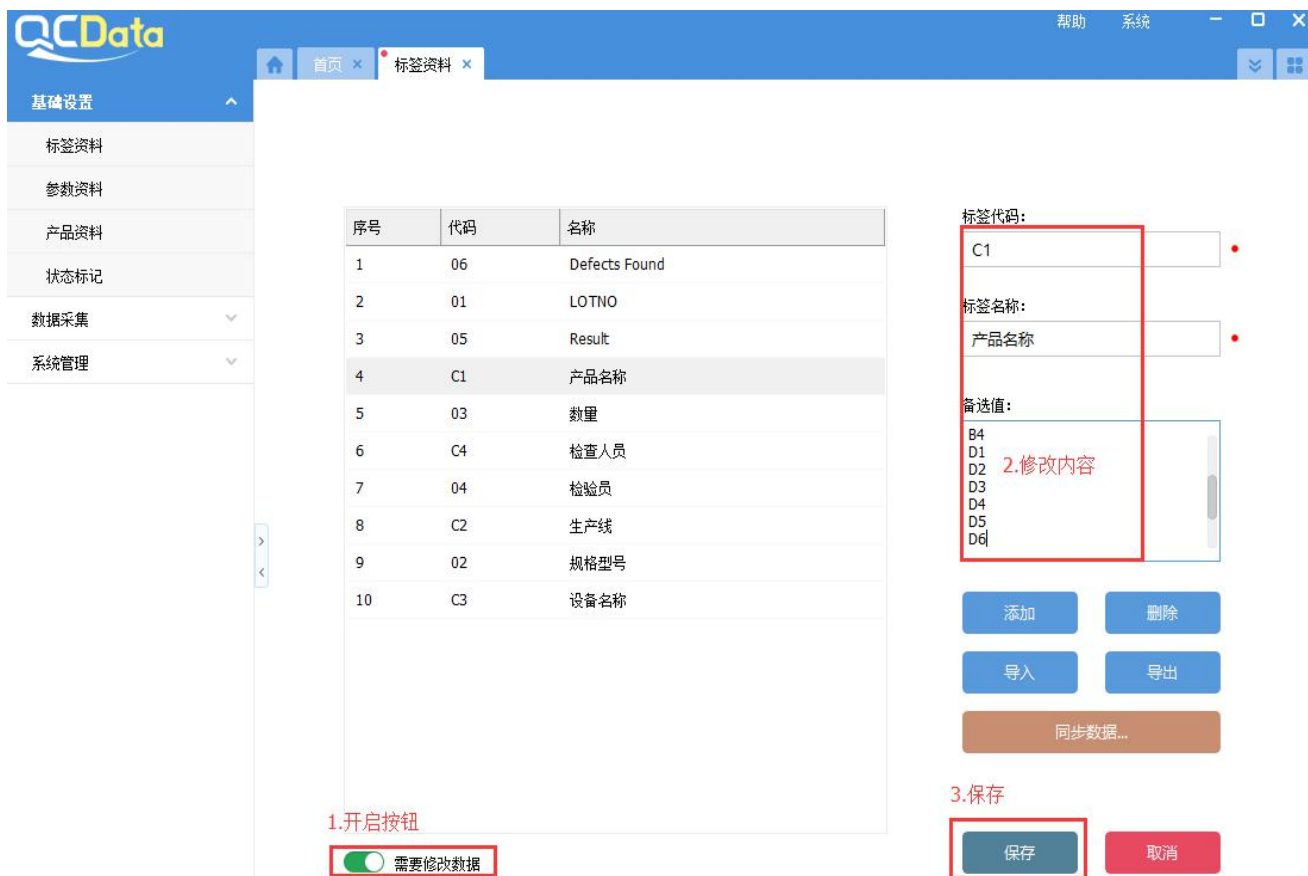 QCData
帮助 系统
首页 标签资料
基础设置
标签资料
参数资料
产品资料
状态标记
数据采集
系统管理
序号 代码 名称
1 06 Defects Found
2 01 LOTNO
3 05 Result
4 C1 产品名称
5 03 数量
6 C4 检查人员
7 04 检验员
8 C2 生产线
9 02 规格型号
10 C3 设备名称
1.开启按钮
需要修改数据
标签代码:
C1
标签名称:
产品名称
备选值:
B4
D1
D2
D3
D4
D5
D6
2.修改内容
添加 删除
导入 导出
同步数据...
3.保存
保存 取消